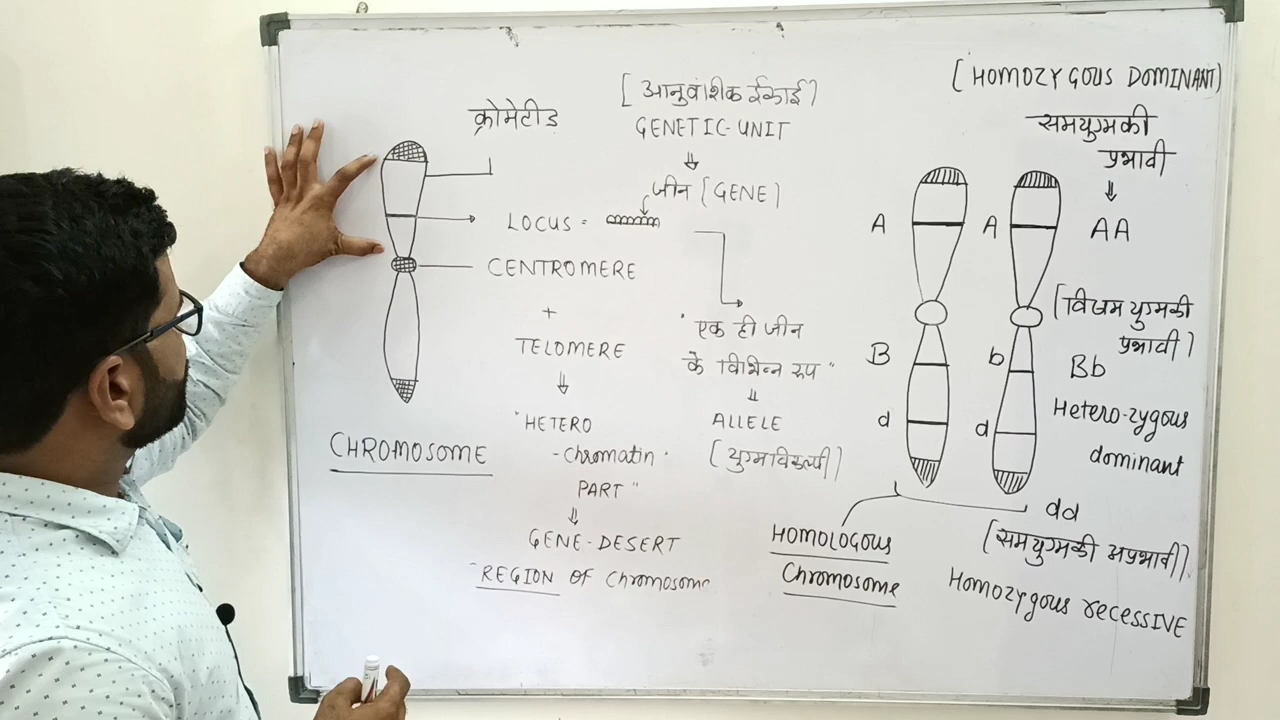 क्रोमेटीड
LOCUS =
CENTROMERE
+
TELOMERE
⇓
"HETERO
-chromatin.
PART"
⇓
GENE-DESERT
"REGION OF chromosome
CHROMOSOME
[आनुवांशीक ईकाई]
GENETIC-UNIT
⇓
जीन [GENE]
"एक ही जीन
के विभिन्न रूप"
⇓
ALLELE
[युग्मविकल्पी]
A
A
B
b
d
d
HOMOLOGOUS
Chromosome
[HOMOZYGOUS DOMINANT]
समयुग्मकी
प्रभावी
⇓
AA
[विषम युग्मकी
प्रभावी]
Bb
Hetero-zygous
dominant
dd
[समयुग्मकी अप्रभावी]
Homozygous recessIVE